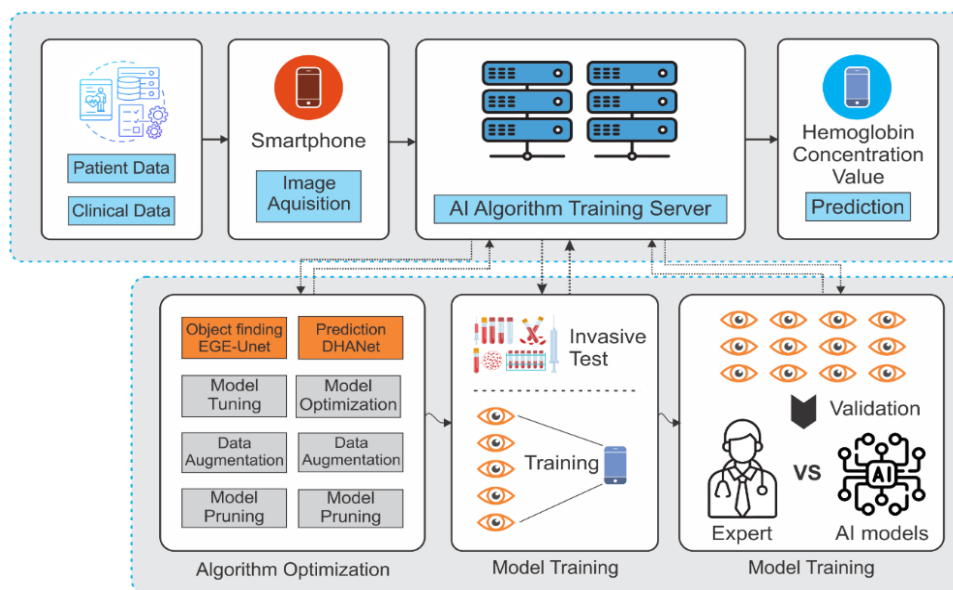 Patient Data
Clinical Data
Smartphone
Image
Aquisition
AI Algorithm Training Server
Hemoglobin
Concentration
Value
Prediction
Object finding
EGE-Unet
Prediction
DHANet
Model
Tuning
Model
Optimization
Data
Augmentation
Data
Augmentation
Model
Pruning
Model
Pruning
Algorithm Optimization
Invasive
Test
Training
Model Training
Validation
VS
AI
Expert
AI models
Model Training